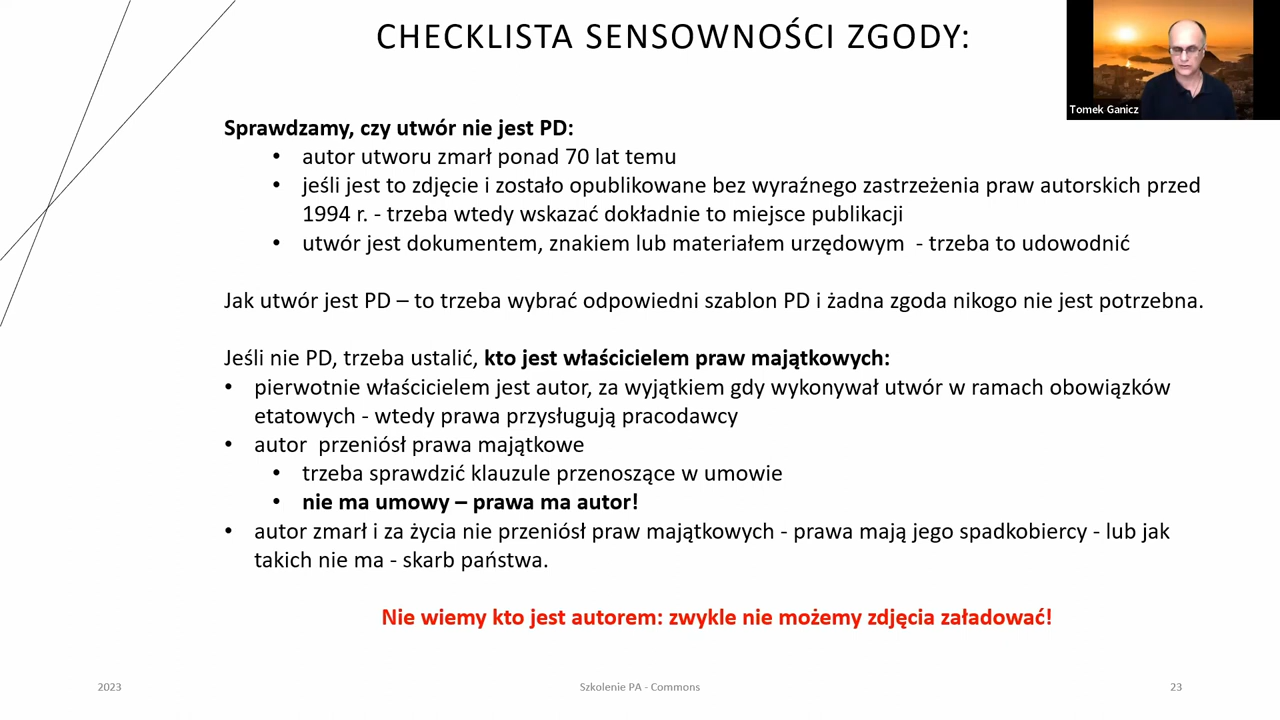 CHECKLISTA SENSOWNOŚCI ZGODY:
Tomek Ganicz
Sprawdzamy, czy utwór nie jest PD:
• autor utworu zmarł ponad 70 lat temu
• jeśli jest to zdjęcie i zostało opublikowane bez wyraźnego zastrzeżenia praw autorskich przed
1994 r. - trzeba wtedy wskazać dokładnie to miejsce publikacji
• utwór jest dokumentem, znakiem lub materiałem urzędowym - trzeba to udowodnić
Jak utwór jest PD – to trzeba wybrać odpowiedni szablon PD i żadna zgoda nikogo nie jest potrzebna.
Jeśli nie PD, trzeba ustalić, kto jest właścicielem praw majątkowych:
• pierwotnie właścicielem jest autor, za wyjątkiem gdy wykonywał utwór w ramach obowiązków
etatowych - wtedy prawa przysługują pracodawcy
• autor przeniósł prawa majątkowe
• trzeba sprawdzić klauzule przenoszące w umowie
• nie ma umowy – prawa ma autor!
• autor zmarł i za życia nie przeniósł praw majątkowych - prawa mają jego spadkobiercy - lub jak
takich nie ma - skarb państwa.
Nie wiemy kto jest autorem: zwykle nie możemy zdjęcia załadować!
2023
Szkolenie PA - Commons
23